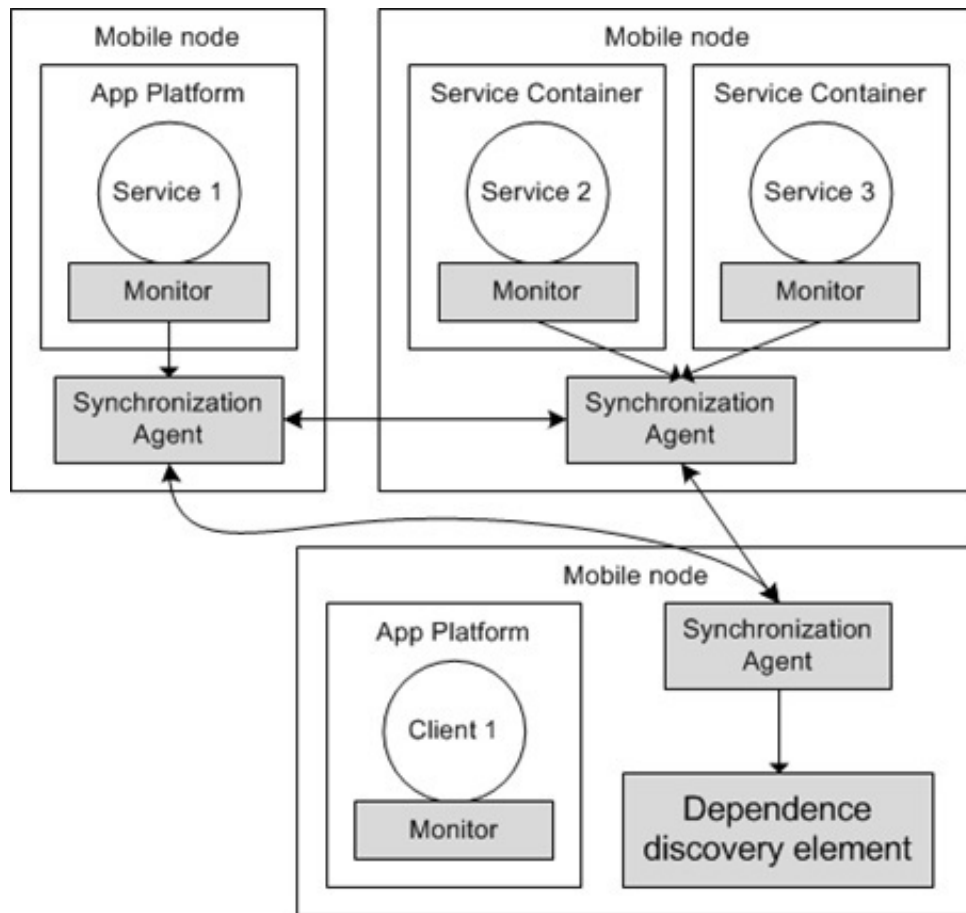 Mobile node
App Platform
Service 1
Monitor
Synchronization
Agent
Mobile node
Service Container
Service 2
Monitor
Service Container
Service 3
Monitor
Synchronization
Agent
Mobile node
App Platform
Client 1
Monitor
Synchronization
Agent
Dependence
discovery element